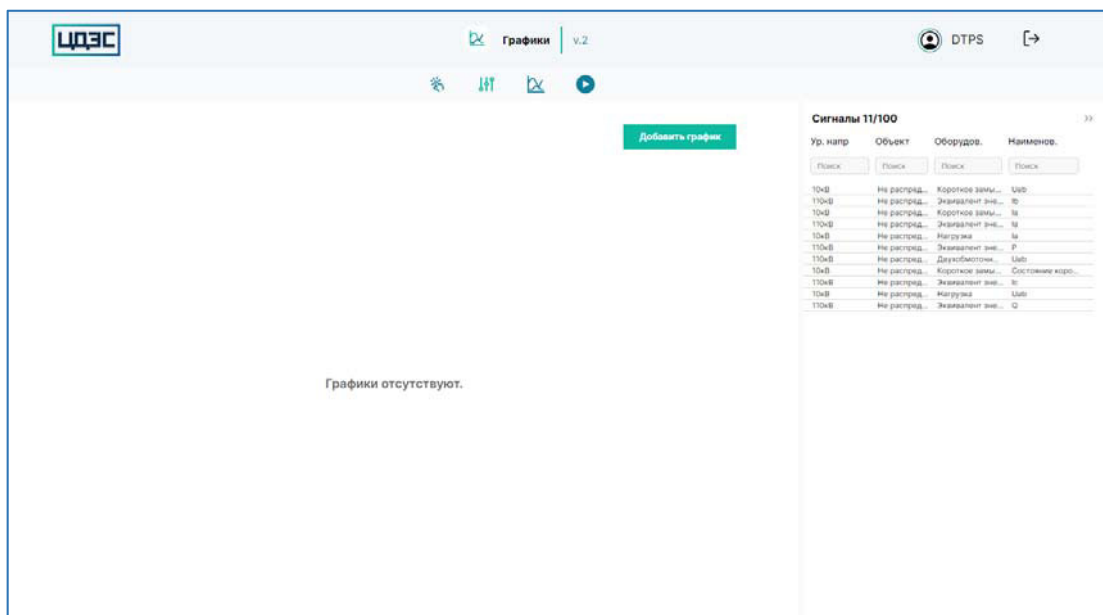 ЦДЭС
Графики v.2
DTPS
Добавить график
Графики отсутствуют.
Сигналы 11/100
Ур. напр Объект Оборудов. Наименов.
Поиск Поиск Поиск Поиск
10кВ Не распред... Короткое замы... Uab
110кВ Не распред... Эквивалент эне... Ib
10кВ Не распред... Короткое замы... Ia
110кВ Не распред... Эквивалент эне... Ia
10кВ Не распред... Нагрузка Ia
110кВ Не распред... Эквивалент эне... P
110кВ Не распред... Двухобмоточн... Uab
10кВ Не распред... Короткое замы... Состояние коро...
110кВ Не распред... Эквивалент эне... Ic
10кВ Не распред... Нагрузка Uab
110кВ Не распред... Эквивалент эне... Q